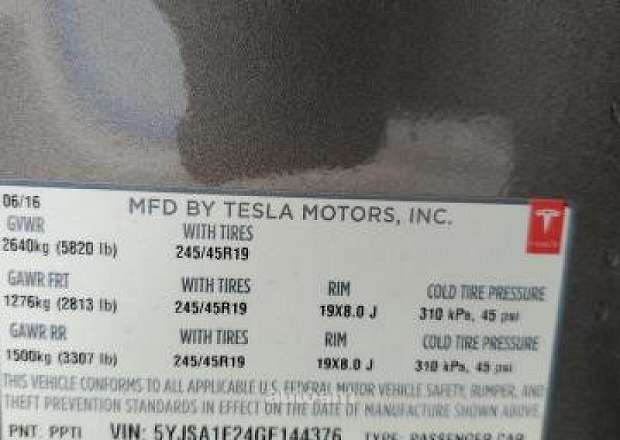 06/16 MFD BY TESLA MOTORS, INC.
GVWR WITH TIRES
2640kg (5820 lb) 245/45R19
GAWR FRT WITH TIRES RIM COLD TIRE PRESSURE
1276kg (2813 lb) 245/45R19 19X8.0 J 310 kPa, 45 psi
GAWR RR WITH TIRES RIM COLD TIRE PRESSURE
1500kg (3307 lb) 245/45R19 19X8.0 J 310 kPa, 45 psi
THIS VEHICLE CONFORMS TO ALL APPLICABLE U.S. FEDERAL MOTOR VEHICLE SAFETY, BUMPER, AND
THEFT PREVENTION STANDARDS IN EFFECT ON THE DATE OF MANUFACTURE SHOWN ABOVE.
PNT: PPTI VIN: 5YJSA1E24GF144376 TYPE: PASSENGER CAR